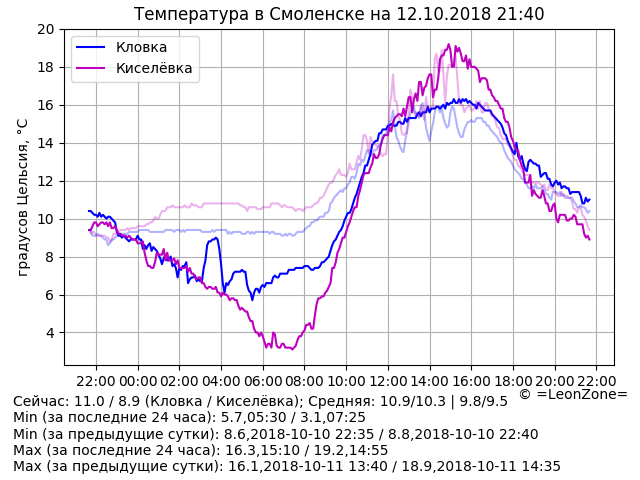 Температура в Смоленске на 12.10.2018 21:40
градусов Цельсия, °C
20
18
16
14
12
10
8
6
4
Кловка
Киселёвка
22:00 00:00 02:00 04:00 06:00 08:00 10:00 12:00 14:00 16:00 18:00 20:00 22:00
© =LeonZone=
Сейчас: 11.0 / 8.9 (Кловка / Киселёвка); Средняя: 10.9/10.3 | 9.8/9.5
Min (за последние 24 часа): 5.7,05:30 / 3.1,07:25
Min (за предыдущие сутки): 8.6,2018-10-10 22:35 / 8.8,2018-10-10 22:40
Max (за последние 24 часа): 16.3,15:10 / 19.2,14:55
Max (за предыдущие сутки): 16.1,2018-10-11 13:40 / 18.9,2018-10-11 14:35